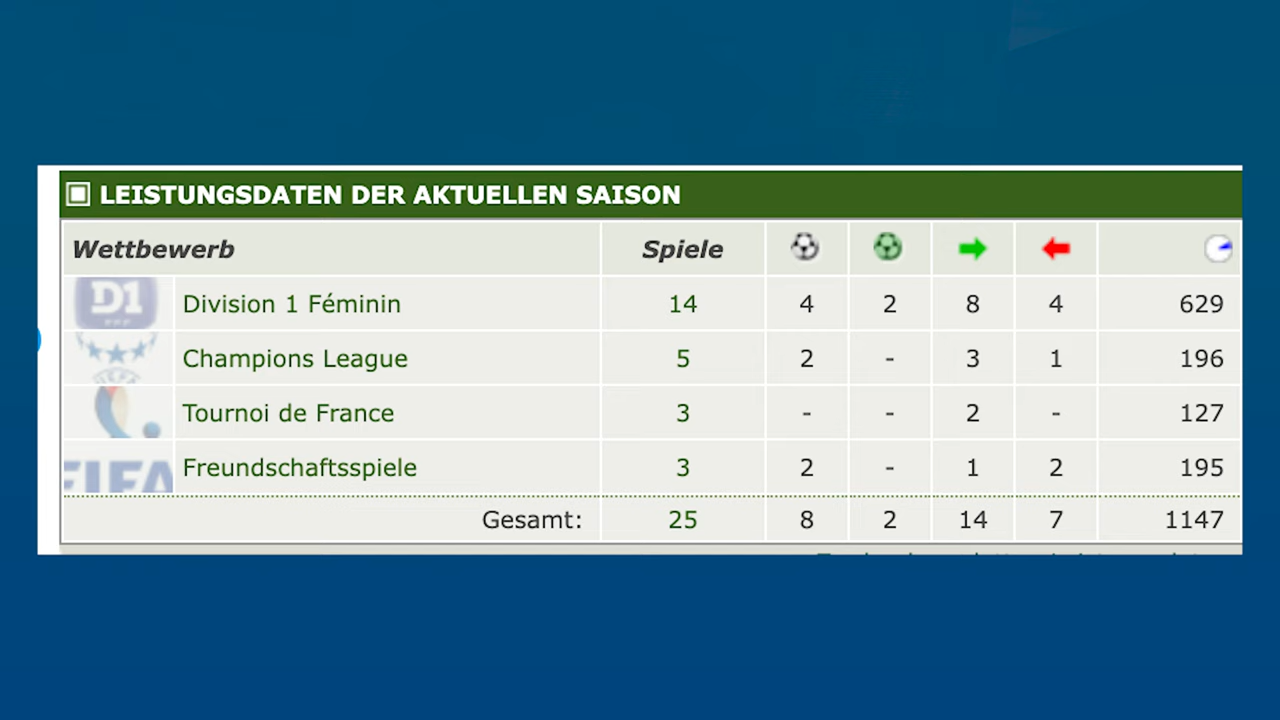 LEISTUNGSDATEN DER AKTUELLEN SAISON
Wettbewerb Spiele
D1 Division 1 Féminin 14 4 2 8 4 629
Champions League 5 2 - 3 1 196
UEFA
Tournoi de France 3 - - 2 - 127
FIFA Freundschaftsspiele 3 2 - 1 2 195
Gesamt: 25 8 2 14 7 1147